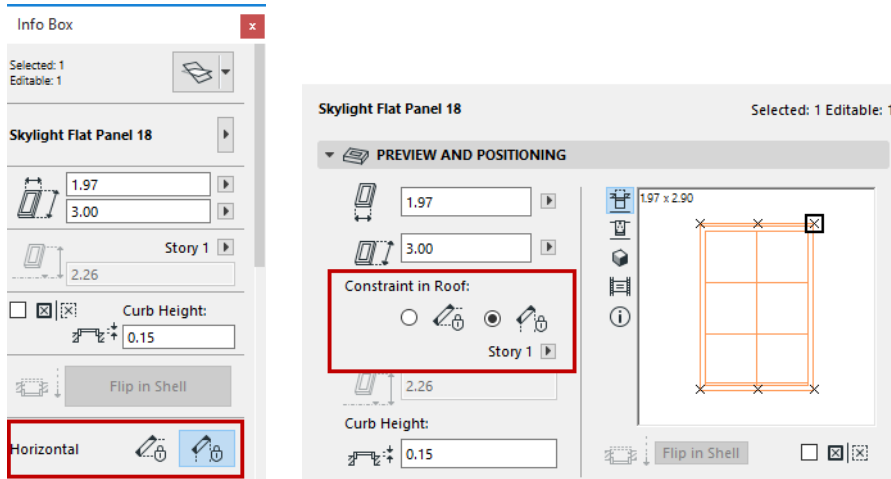 Info Box
x
Selected: 1
Editable: 1
Skylight Flat Panel 18
1.97
3.00
Story 1
2.26
Curb Height:
0.15
Flip in Shell
Horizontal
Skylight Flat Panel 18
Selected: 1 Editable: 1
PREVIEW AND POSITIONING
1.97
3.00
Constraint in Roof:
Story 1
2.26
Curb Height:
0.15
1.97 x 2.90
Flip in Shell